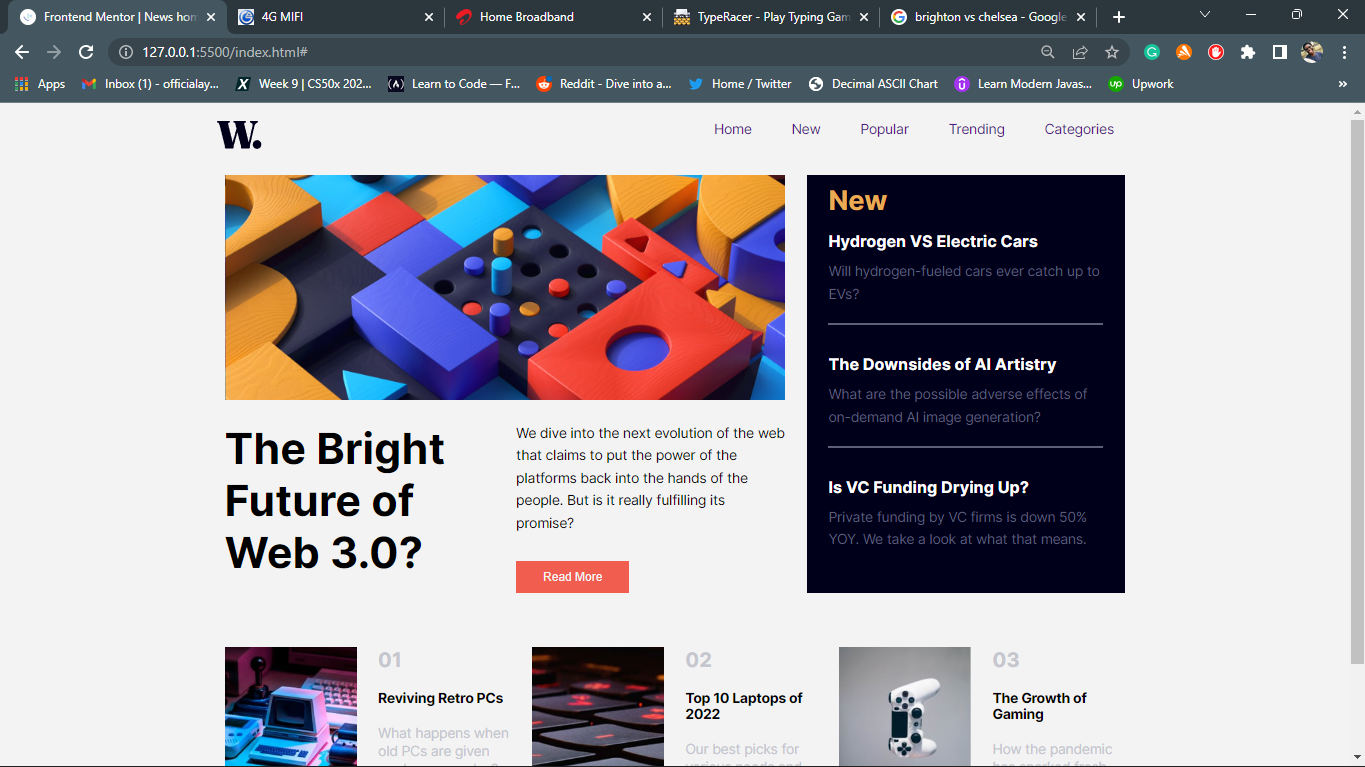 Frontend Mentor | News hom
4G MIFI
Home Broadband
TypeRacer - Play Typing Gam
brighton vs chelsea - Google
127.0.0.1:5500/index.html#
Apps
Inbox (1) - officialay...
Week 9 | CS50x 202...
Learn to Code — F...
Reddit - Dive into a...
Home / Twitter
Decimal ASCII Chart
Learn Modern Javas...
up Upwork
»
W.
Home
New
Popular
Trending
Categories
New
Hydrogen VS Electric Cars
Will hydrogen-fueled cars ever catch up to
EVs?
The Downsides of AI Artistry
What are the possible adverse effects of
on-demand AI image generation?
Is VC Funding Drying Up?
Private funding by VC firms is down 50%
YOY. We take a look at what that means.
The Bright
Future of
Web 3.0?
We dive into the next evolution of the web
that claims to put the power of the
platforms back into the hands of the
people. But is it really fulfilling its
promise?
Read More
01
Reviving Retro PCs
What happens when
old PCs are given
02
Top 10 Laptops of
2022
Our best picks for
various needs and
03
The Growth of
Gaming
How the pandemic
has sparked fresh